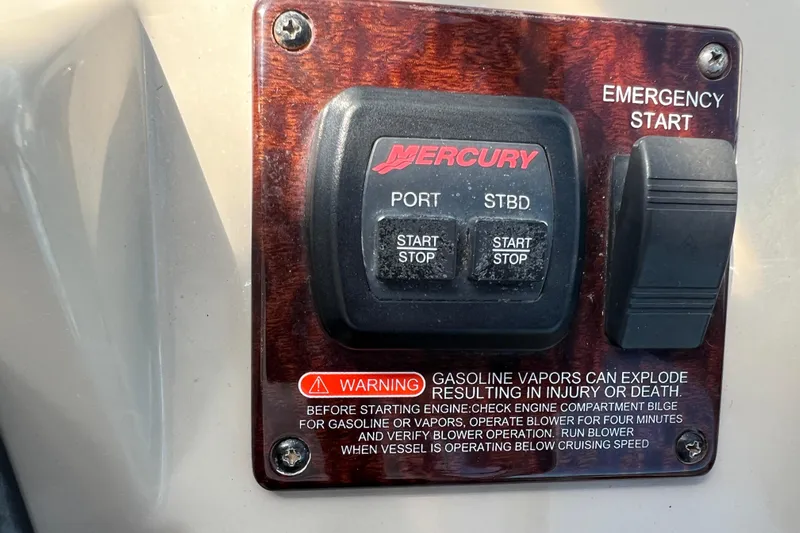 EMERGENCY
START
MERCURY
PORT STBD
START
STOP
START
STOP
WARNING
GASOLINE VAPORS CAN EXPLODE
RESULTING IN INJURY OR DEATH.
BEFORE STARTING ENGINE:CHECK ENGINE COMPARTMENT BILGE
FOR GASOLINE OR VAPORS, OPERATE BLOWER FOR FOUR MINUTES
AND VERIFY BLOWER OPERATION. RUN BLOWER
WHEN VESSEL IS OPERATING BELOW CRUISING SPEED